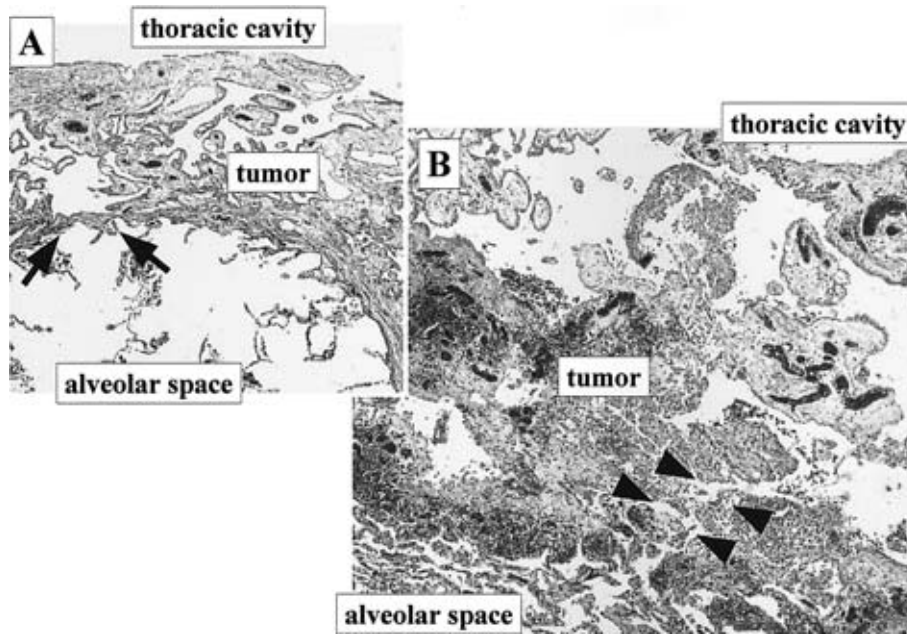 A
thoracic cavity
tumor
alveolar space
B
thoracic cavity
tumor
alveolar space